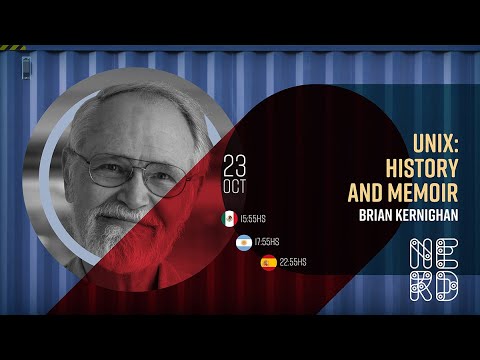 UNIX:
HISTORY
AND MEMOIR
BRIAN KERNIGHAN
23
OCT
15:55HS
17:55HS
22.55HS
NE
RD